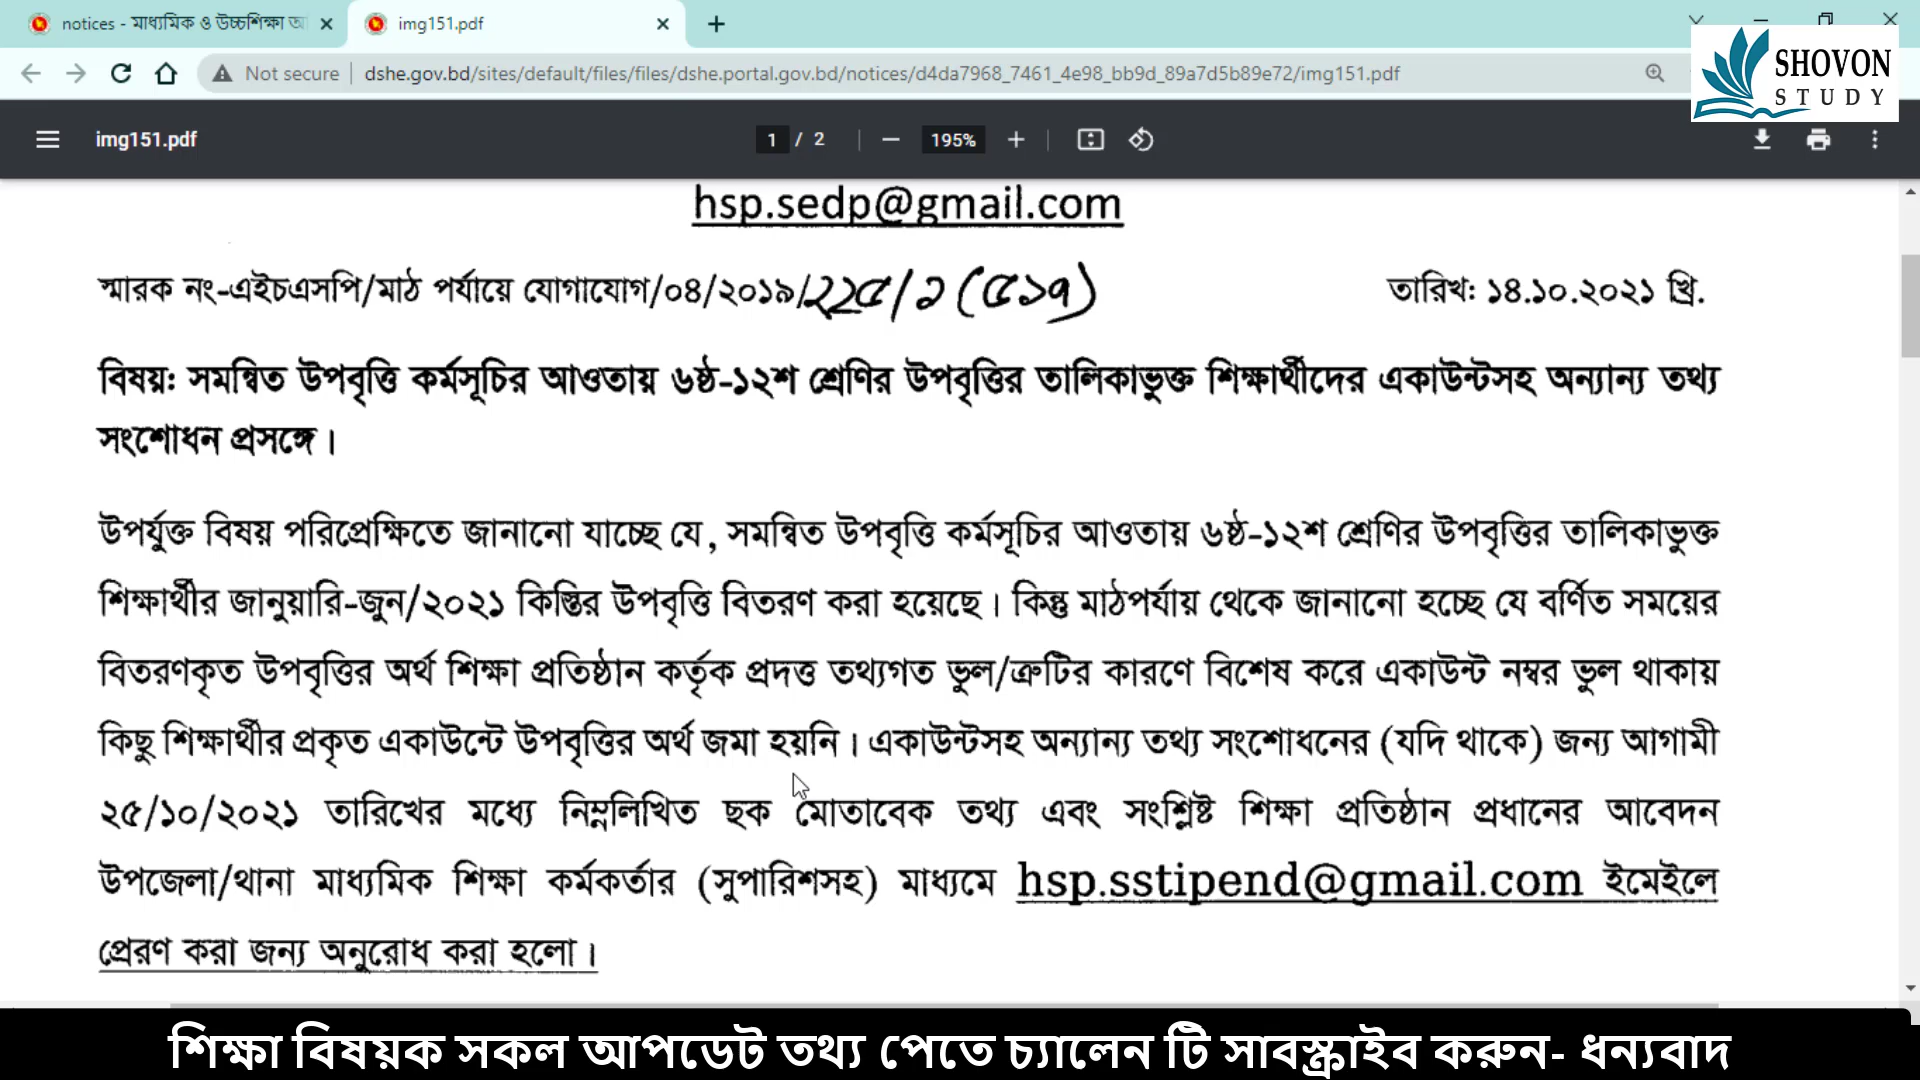 notices - মাধ্যমিক ও উচ্চশিক্ষা অ
img151.pdf
Not secure
dshe.gov.bd/sites/default/files/files/dshe.portal.gov.bd/notices/d4da7968_7461_4e98_bb9d_89a7d5b89e72/img151.pdf
SHOVON
STUDY
img151.pdf
1 / 2
195%
hsp.sedp@gmail.com
স্মারক নং-এইচএসপি/মাঠ পর্যায়ে যোগাযোগ/০৪/২০১৯/২২৫/১ (৫১৭)
তারিখঃ ১৪.১০.২০২১ খ্রি.
বিষয়ঃ সমন্বিত উপবৃত্তি কর্মসূচির আওতায় ৬ষ্ঠ-১২শ শ্রেণির উপবৃত্তির তালিকাভুক্ত শিক্ষার্থীদের একাউন্টসহ অন্যান্য তথ্য
সংশোধন প্রসঙ্গে।
উপর্যুক্ত বিষয় পরিপ্রেক্ষিতে জানানো যাচ্ছে যে, সমন্বিত উপবৃত্তি কর্মসূচির আওতায় ৬ষ্ঠ-১২শ শ্রেণির উপবৃত্তির তালিকাভুক্ত
শিক্ষার্থীর জানুয়ারি-জুন/২০২১ কিস্তির উপবৃত্তি বিতরণ করা হয়েছে। কিন্তু মাঠপর্যায় থেকে জানানো হচ্ছে যে বর্ণিত সময়ের
বিতরণকৃত উপবৃত্তির অর্থ শিক্ষা প্রতিষ্ঠান কর্তৃক প্রদত্ত তথ্যগত ভুল/ত্রুটির কারণে বিশেষ করে একাউন্ট নম্বর ভুল থাকায়
কিছু শিক্ষার্থীর প্রকৃত একাউন্টে উপবৃত্তির অর্থ জমা হয়নি। একাউন্টসহ অন্যান্য তথ্য সংশোধনের (যদি থাকে) জন্য আগামী
২৫/১০/২০২১ তারিখের মধ্যে নিম্নলিখিত ছক মোতাবেক তথ্য এবং সংশ্লিষ্ট শিক্ষা প্রতিষ্ঠান প্রধানের আবেদন
উপজেলা/থানা মাধ্যমিক শিক্ষা কর্মকর্তার (সুপারিশসহ) মাধ্যমে hsp.sstipend@gmail.com ইমেইলে
প্রেরণ করা জন্য অনুরোধ করা হলো।
শিক্ষা বিষয়ক সকল আপডেট তথ্য পেতে চ্যালেন টি সাবস্ক্রাইব করুন- ধন্যবাদ